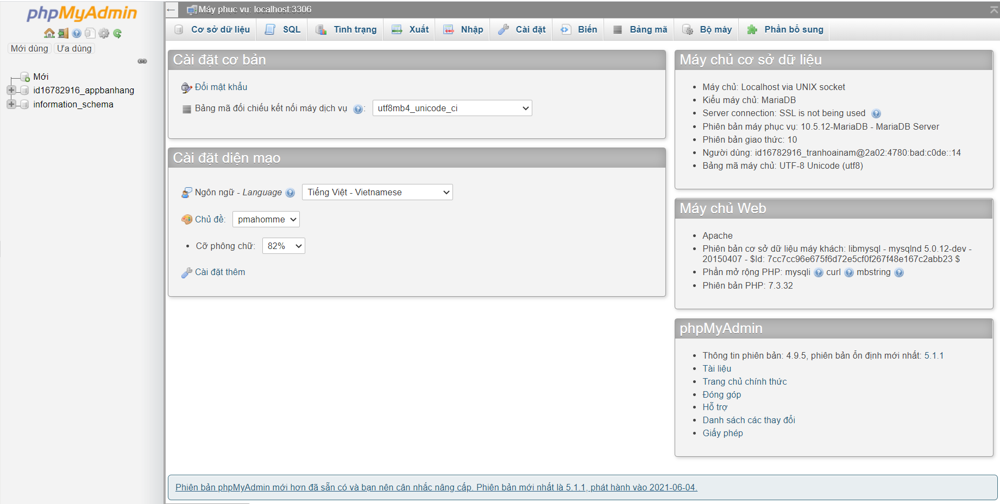 phpMyAdmin
Mới dùng Ưa dùng
Mới
id16782916_appbanhang
information_schema
← Máy phục vụ: localhost:3306
Cơ sở dữ liệu SQL Tình trạng Xuất Nhập Cài đặt Biến Bảng mã Bộ máy Phần bổ sung
Cài đặt cơ bản
Đổi mật khẩu
Bảng mã đối chiếu kết nối máy dịch vụ : utf8mb4_unicode_ci
Cài đặt diện mạo
Ngôn ngữ - Language Tiếng Việt - Vietnamese
Chủ đề: pmahomme
• Cỡ phông chữ: 82%
Cài đặt thêm
Máy chủ cơ sở dữ liệu
• Máy chủ: Localhost via UNIX socket
• Kiểu máy chủ: MariaDB
• Server connection: SSL is not being used
• Phiên bản máy phục vụ: 10.5.12-MariaDB - MariaDB Server
• Phiên bản giao thức: 10
• Người dùng: id16782916_tranhoainam@2a02:4780:bad:c0de::14
• Bảng mã máy chủ: UTF-8 Unicode (utf8)
Máy chủ Web
• Apache
• Phiên bản cơ sở dữ liệu máy khách: libmysql - mysqlnd 5.0.12-dev -
20150407 - $Id: 7cc7cc96e675f6d72e5cf0f267f48e167c2abb23 $
• Phần mở rộng PHP: mysqli curl mbstring
• Phiên bản PHP: 7.3.32
phpMyAdmin
• Thông tin phiên bản: 4.9.5, phiên bản ổn định mới nhất: 5.1.1
• Tài liệu
• Trang chủ chính thức
• Đóng góp
• Hỗ trợ
• Danh sách các thay đổi
• Giấy phép
Phiên bản phpMyAdmin mới hơn đã sẵn có và bạn nên cân nhắc nâng cấp. Phiên bản mới nhất là 5.1.1, phát hành vào 2021-06-04.